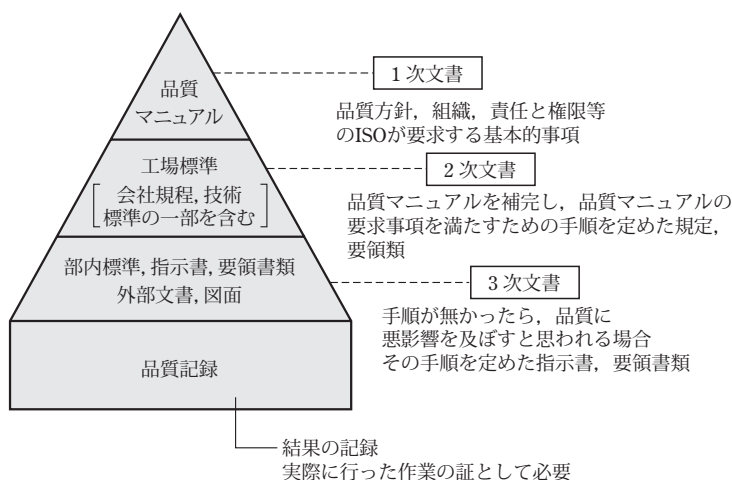 品質
マニュアル
1次文書
品質方針，組織，責任と権限等
のISOが要求する基本的事項
工場標準
会社規程，技術
標準の一部を含む
2次文書
品質マニュアルを補完し，品質マニュアルの
要求事項を満たすための手順を定めた規定，
要領類
部内標準，指示書，要領書類
外部文書，図面
3次文書
手順が無かったら，品質に
悪影響を及ぼすと思われる場合
その手順を定めた指示書，要領書類
品質記録
結果の記録
実際に行った作業の証として必要